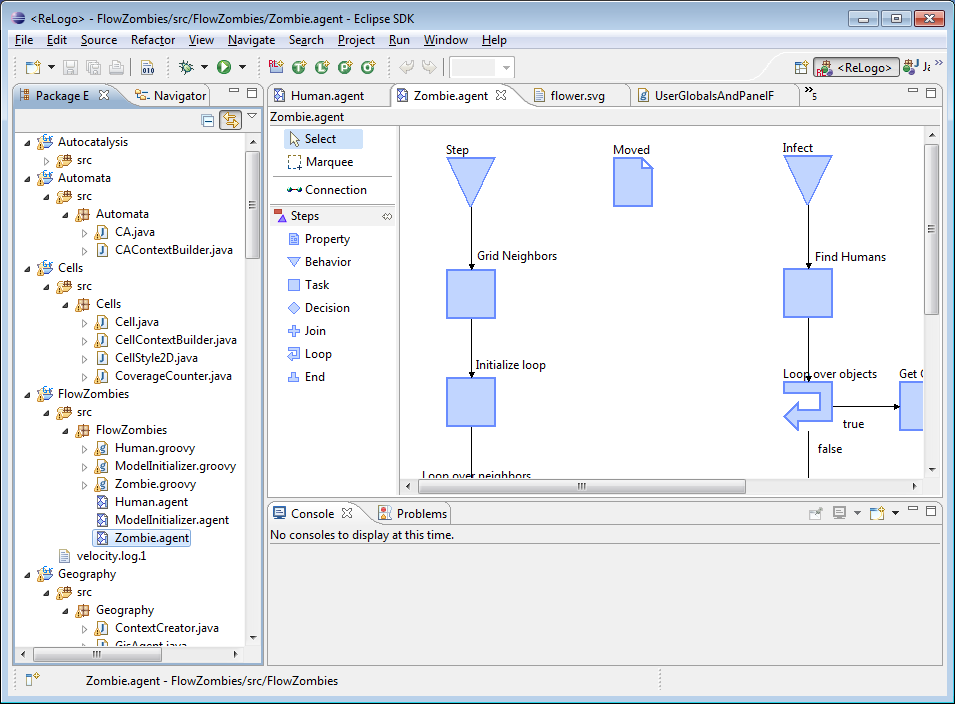 <ReLogo> - FlowZombies/src/FlowZombies/Zombie.agent - Eclipse SDK
File Edit Source Refactor View Navigate Search Project Run Window Help
<ReLogo>
Package E
Navigator
Autocatalysis
src
Automata
src
Automata
CA.java
CAContextBuilder.java
Cells
src
Cells
Cell.java
CellContextBuilder.java
CellStyle2D.java
CoverageCounter.java
FlowZombies
src
FlowZombies
Human.groovy
ModelInitializer.groovy
Zombie.groovy
Human.agent
ModelInitializer.agent
Zombie.agent
velocity.log.1
Geography
src
Geography
ContextCreator.java
GisAgent.java
Human.agent
Zombie.agent
flower.svg
UserGlobalsAndPanelF
»5
Zombie.agent
Select
Marquee
Connection
Steps
Property
Behavior
Task
Decision
Join
Loop
End
Step
Moved
Infect
Grid Neighbors
Find Humans
Initialize loop
Loop over objects
Get
true
false
Loop over neighbors
Console
Problems
No consoles to display at this time.
Zombie.agent - FlowZombies/src/FlowZombies